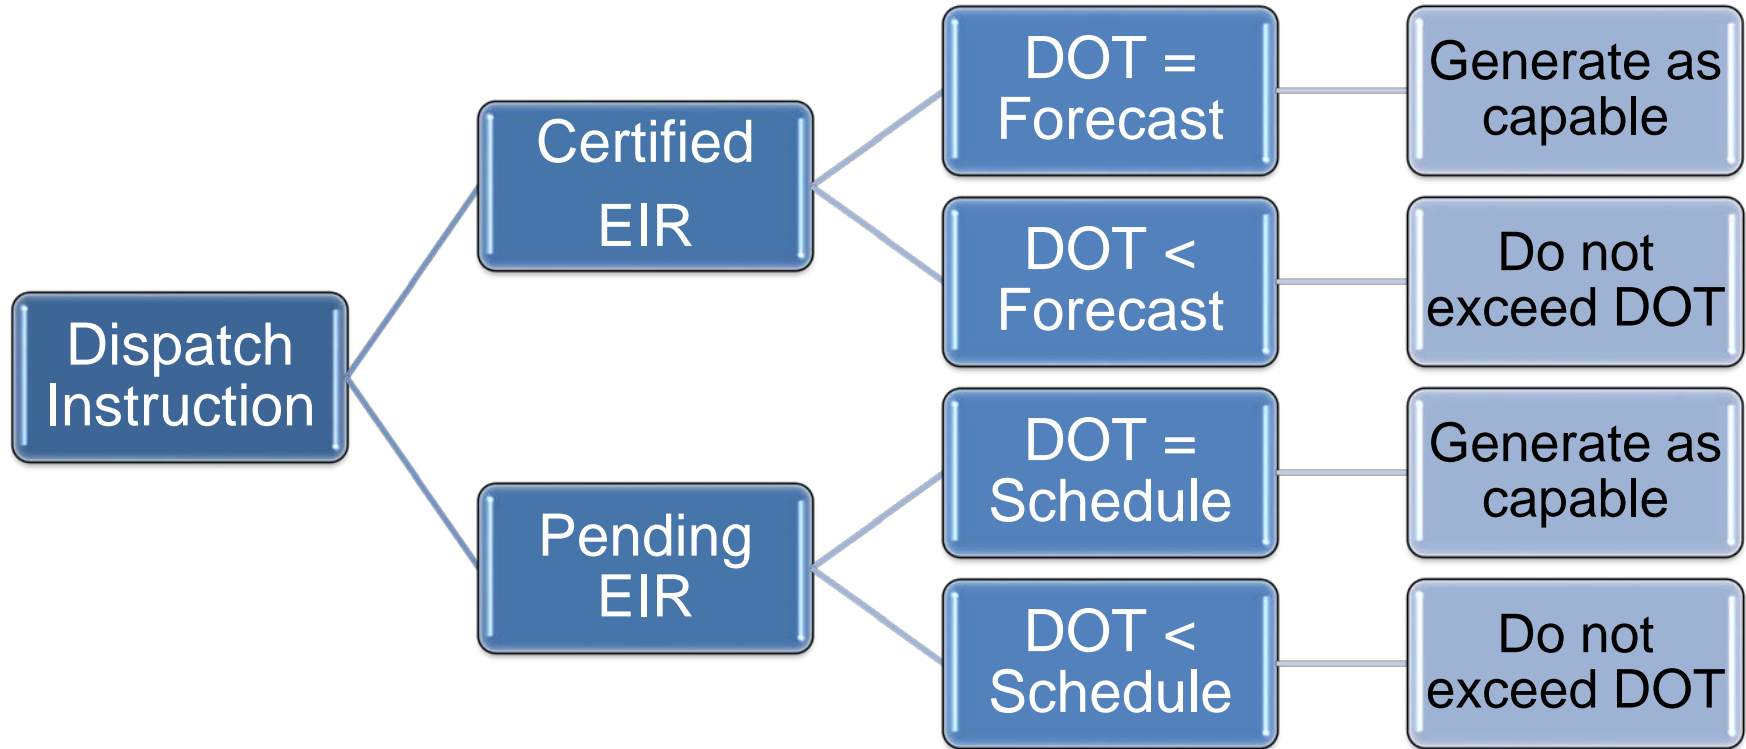 Dispatch
Instruction
Certified
EIR
Pending
EIR
DOT =
Forecast
DOT <
Forecast
DOT =
Schedule
DOT <
Schedule
Generate as
capable
Do not
exceed DOT
Generate as
capable
Do not
exceed DOT